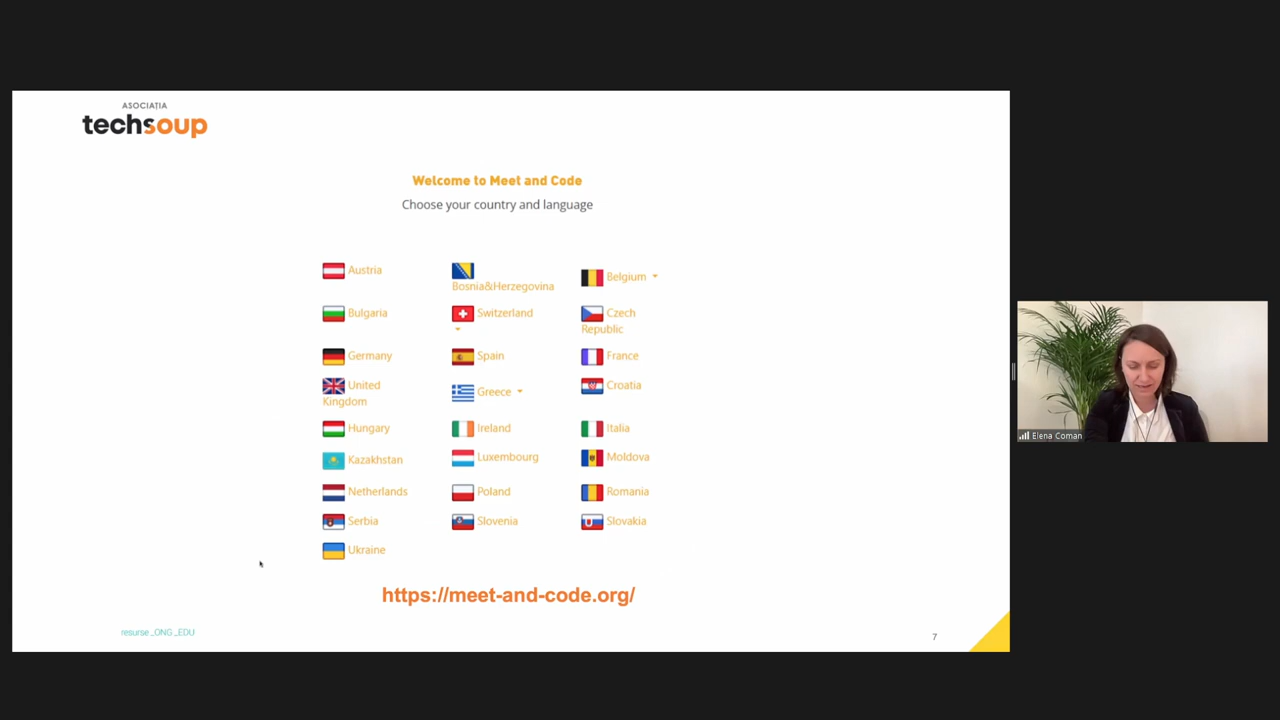 ASOCIAȚIA
techsoup
Welcome to Meet and Code
Choose your country and language
Austria
Bosnia&Herzegovina
Belgium
Bulgaria
Switzerland
Czech
Republic
Germany
Spain
France
United
Kingdom
Greece
Croatia
Hungary
Ireland
Italia
Kazakhstan
Luxembourg
Moldova
Netherlands
Poland
Romania
Serbia
Slovenia
Slovakia
Ukraine
https://meet-and-code.org/
resurse_ONG_EDU
7
Elena Coman